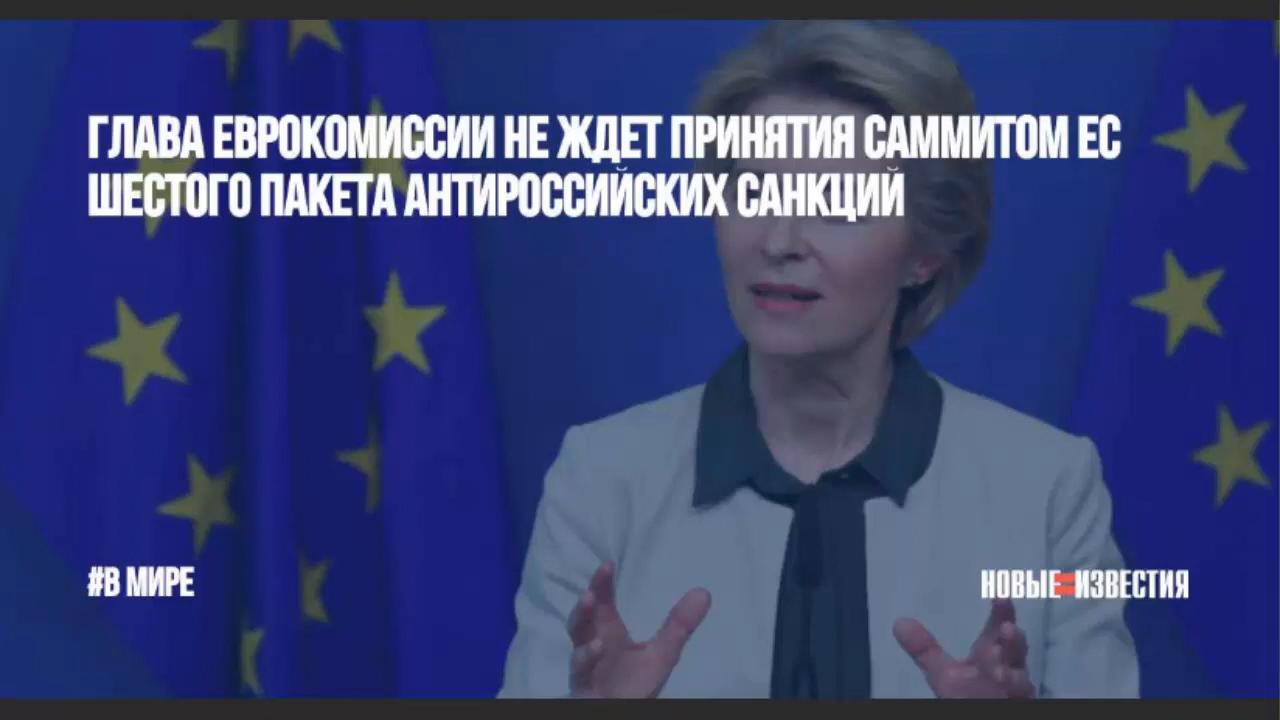 ГЛАВА ЕВРОКОМИССИИ НЕ ЖДЕТ ПРИНЯТИЯ САММИТОМ ЕС
ШЕСТОГО ПАКЕТА АНТИРОССИЙСКИХ САНКЦИЙ
#В МИРЕ
НОВЫЕ ИЗВЕСТИЯ